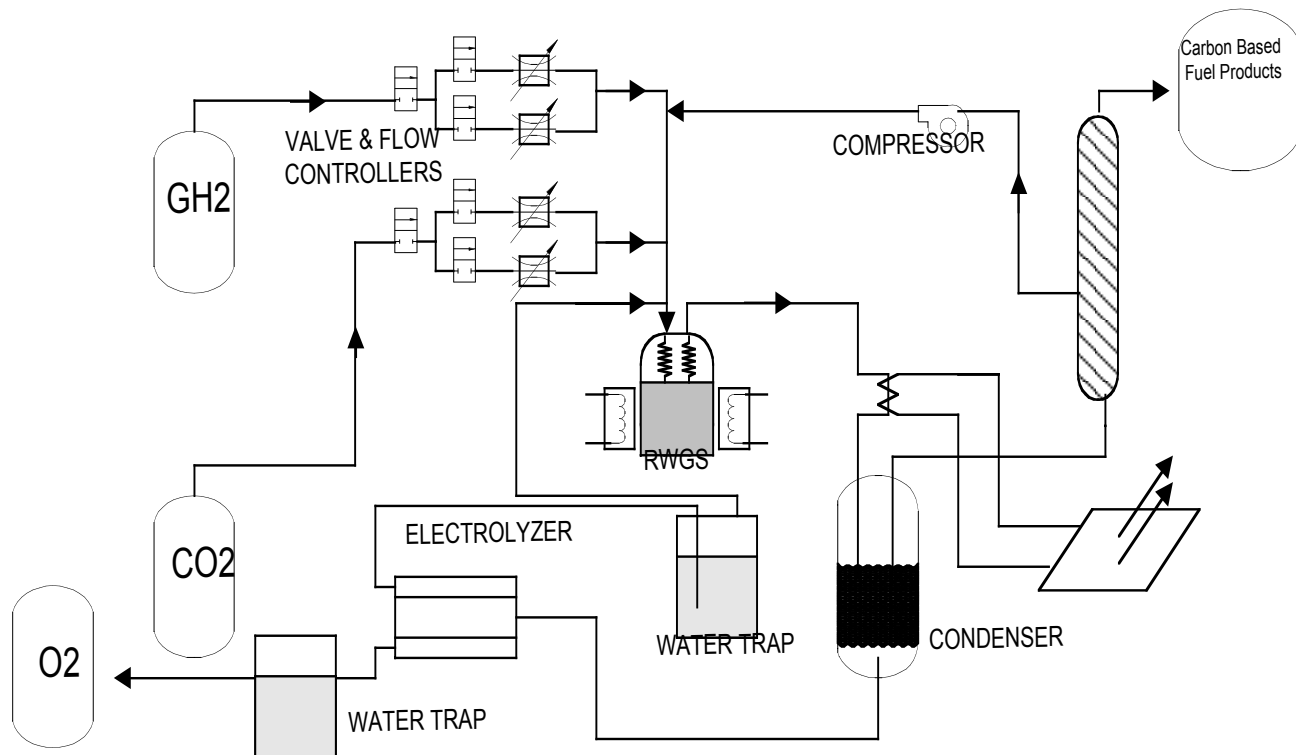 Carbon Based
Fuel Products
VALVE & FLOW
CONTROLLERS
COMPRESSOR
GH2
RWGS
ELECTROLYZER
CO2
WATER TRAP
CONDENSER
O2
WATER TRAP